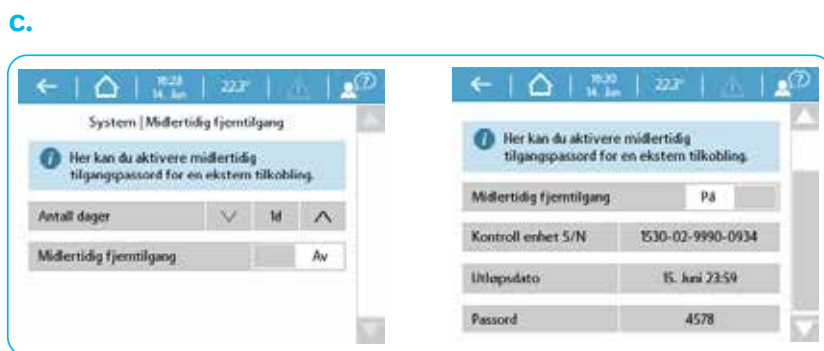 c.
16:28
14. Jun
22.3°
System | Midlertidig fjerntilgang
Her kan du aktivere midlertidig
tilgangspassord for en ekstern tilkobling.
Antall dager 1d
Midlertidig fjerntilgang Av
16:30
14. Jun
22.3°
Her kan du aktivere midlertidig
tilgangspassord for en ekstern tilkobling.
Midlertidig fjerntilgang På
Kontroll enhet S/N 1530-02-9990-0934
Utløpsdato 15. Juni 23:59
Passord 4578